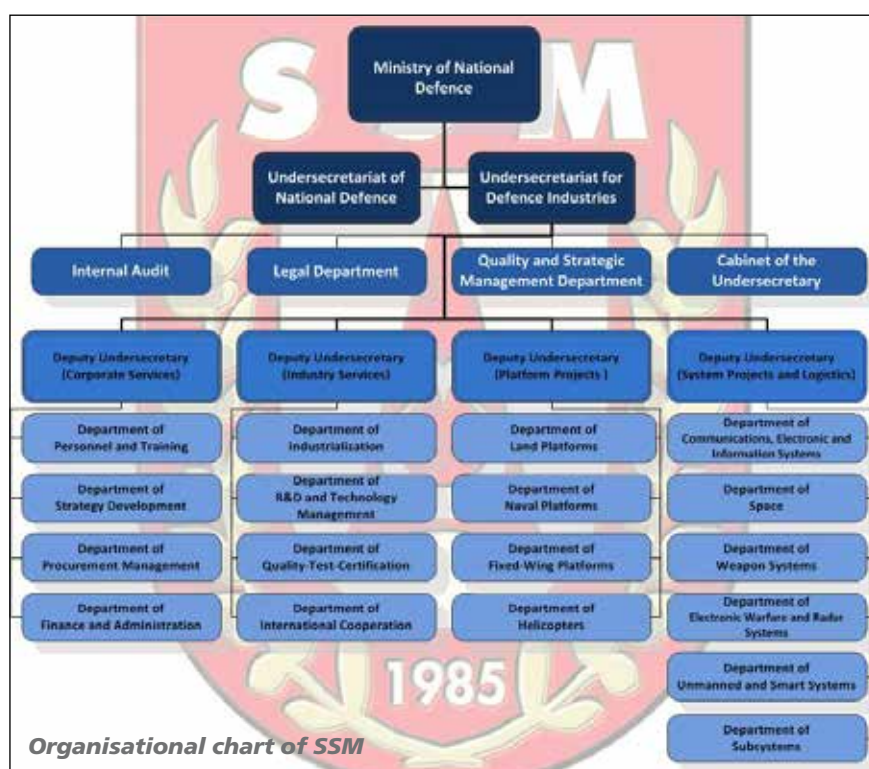 S S M
Ministry of National
Defence
Undersecretariat of
National Defence
Undersecretariat for
Defence Industries
Internal Audit
Legal Department
Quality and Strategic
Management Department
Cabinet of the
Undersecretary
Deputy Undersecretary
(Corporate Services)
Deputy Undersecretary
(Industry Services)
Deputy Undersecretary
(Platform Projects )
Deputy Undersecretary
(System Projects and Logistics)
Department of
Personnel and Training
Department of
Industrialization
Department of
Land Platforms
Department of
Communications, Electronic and
Information Systems
Department of
Strategy Development
Department of
R&D and Technology
Management
Department of
Naval Platforms
Department of
Space
Department of
Procurement Management
Department of
Quality-Test-Certification
Department of
Fixed-Wing Platforms
Department of
Weapon Systems
Department of
Finance and Administration
Department of
International Cooperation
Department of
Helicopters
Department of
Electronic Warfare and Radar
Systems
Department of
Unmanned and Smart Systems
Department of
Subcystems
1985
Organisational chart of SSM